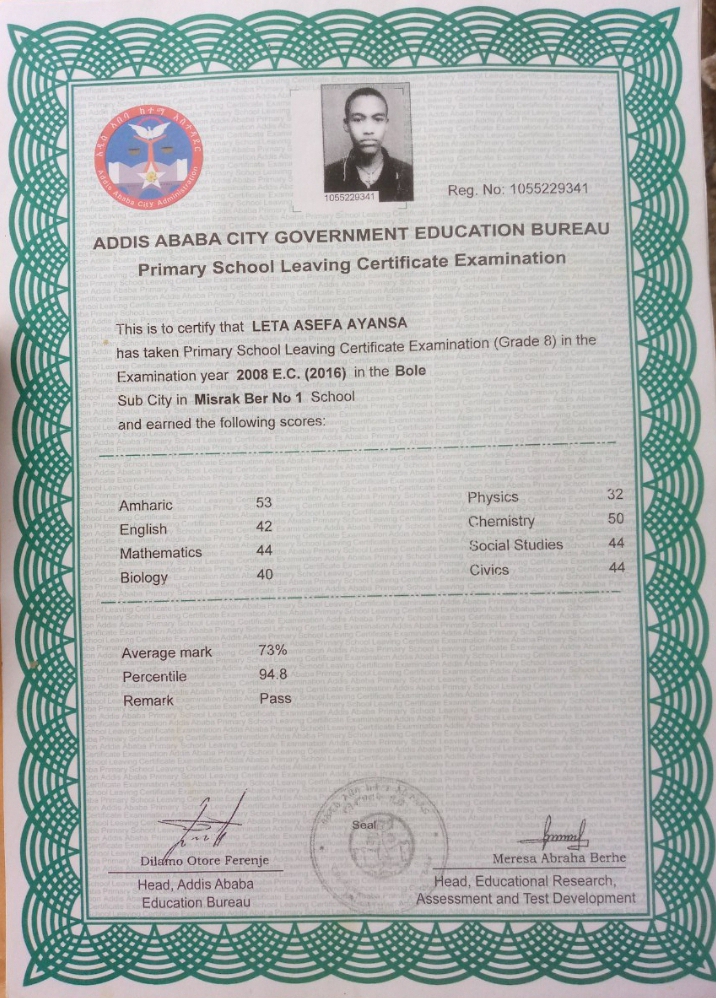 አዲስ አበባ ከተማ አስተዳደር
Addis Ababa City Administration
1055229341
Reg. No: 1055229341
ADDIS ABABA CITY GOVERNMENT EDUCATION BUREAU
Primary School Leaving Certificate Examination
This is to certify that LETA ASEFA AYANSA
has taken Primary School Leaving Certificate Examination (Grade 8) in the
Examination year 2008 E.C. (2016) in the Bole
Sub City in Misrak Ber No 1 School
and earned the following scores:
Amharic 53
English 42
Mathematics 44
Biology 40
Physics 32
Chemistry 50
Social Studies 44
Civics 44
Average mark 73%
Percentile 94.8
Remark Pass
Seal
Dilamo Otore Ferenje
Head, Addis Ababa
Education Bureau
Meresa Abraha Berhe
Head, Educational Research,
Assessment and Test Development